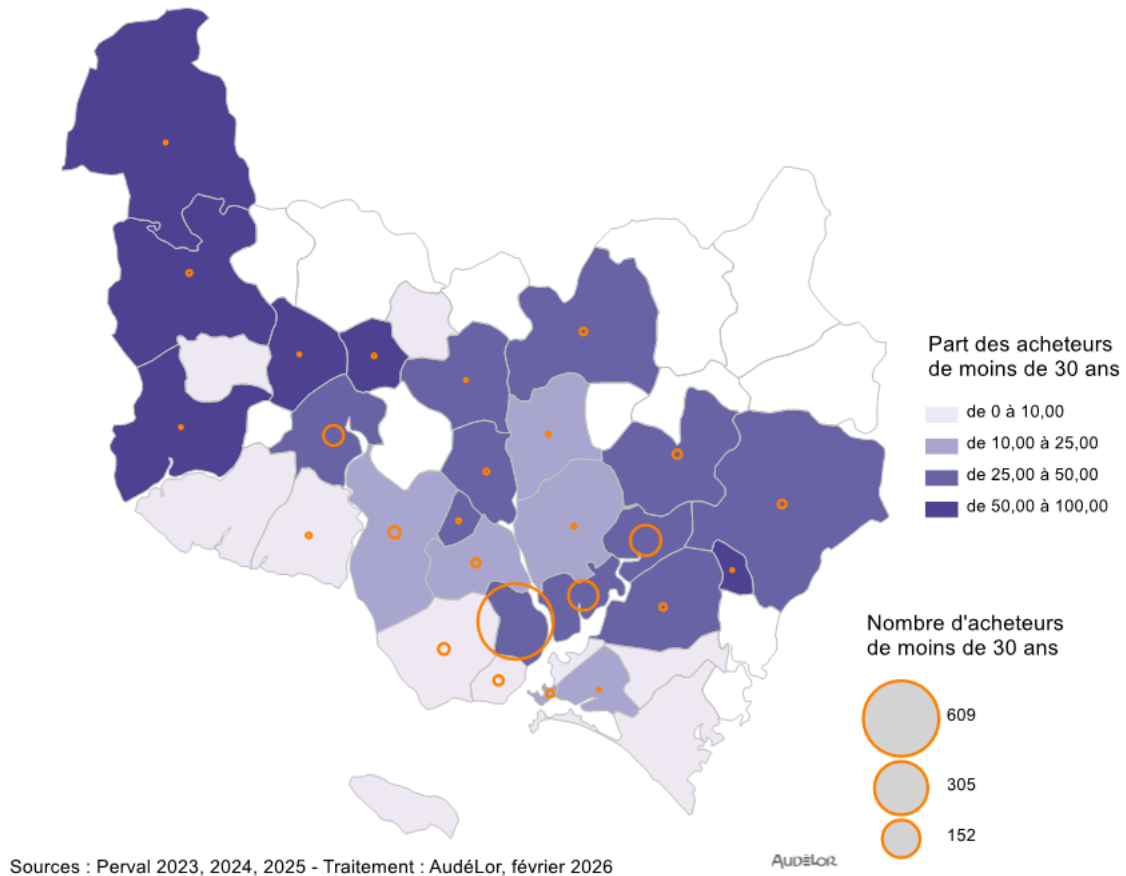 Part des acheteurs
de moins de 30 ans
de 0 à 10,00
de 10,00 à 25,00
de 25,00 à 50,00
de 50,00 à 100,00
Nombre d'acheteurs
de moins de 30 ans
609
305
152
AUDÉLOR
Sources : Perval 2023, 2024, 2025 - Traitement : AudéLor, février 2026